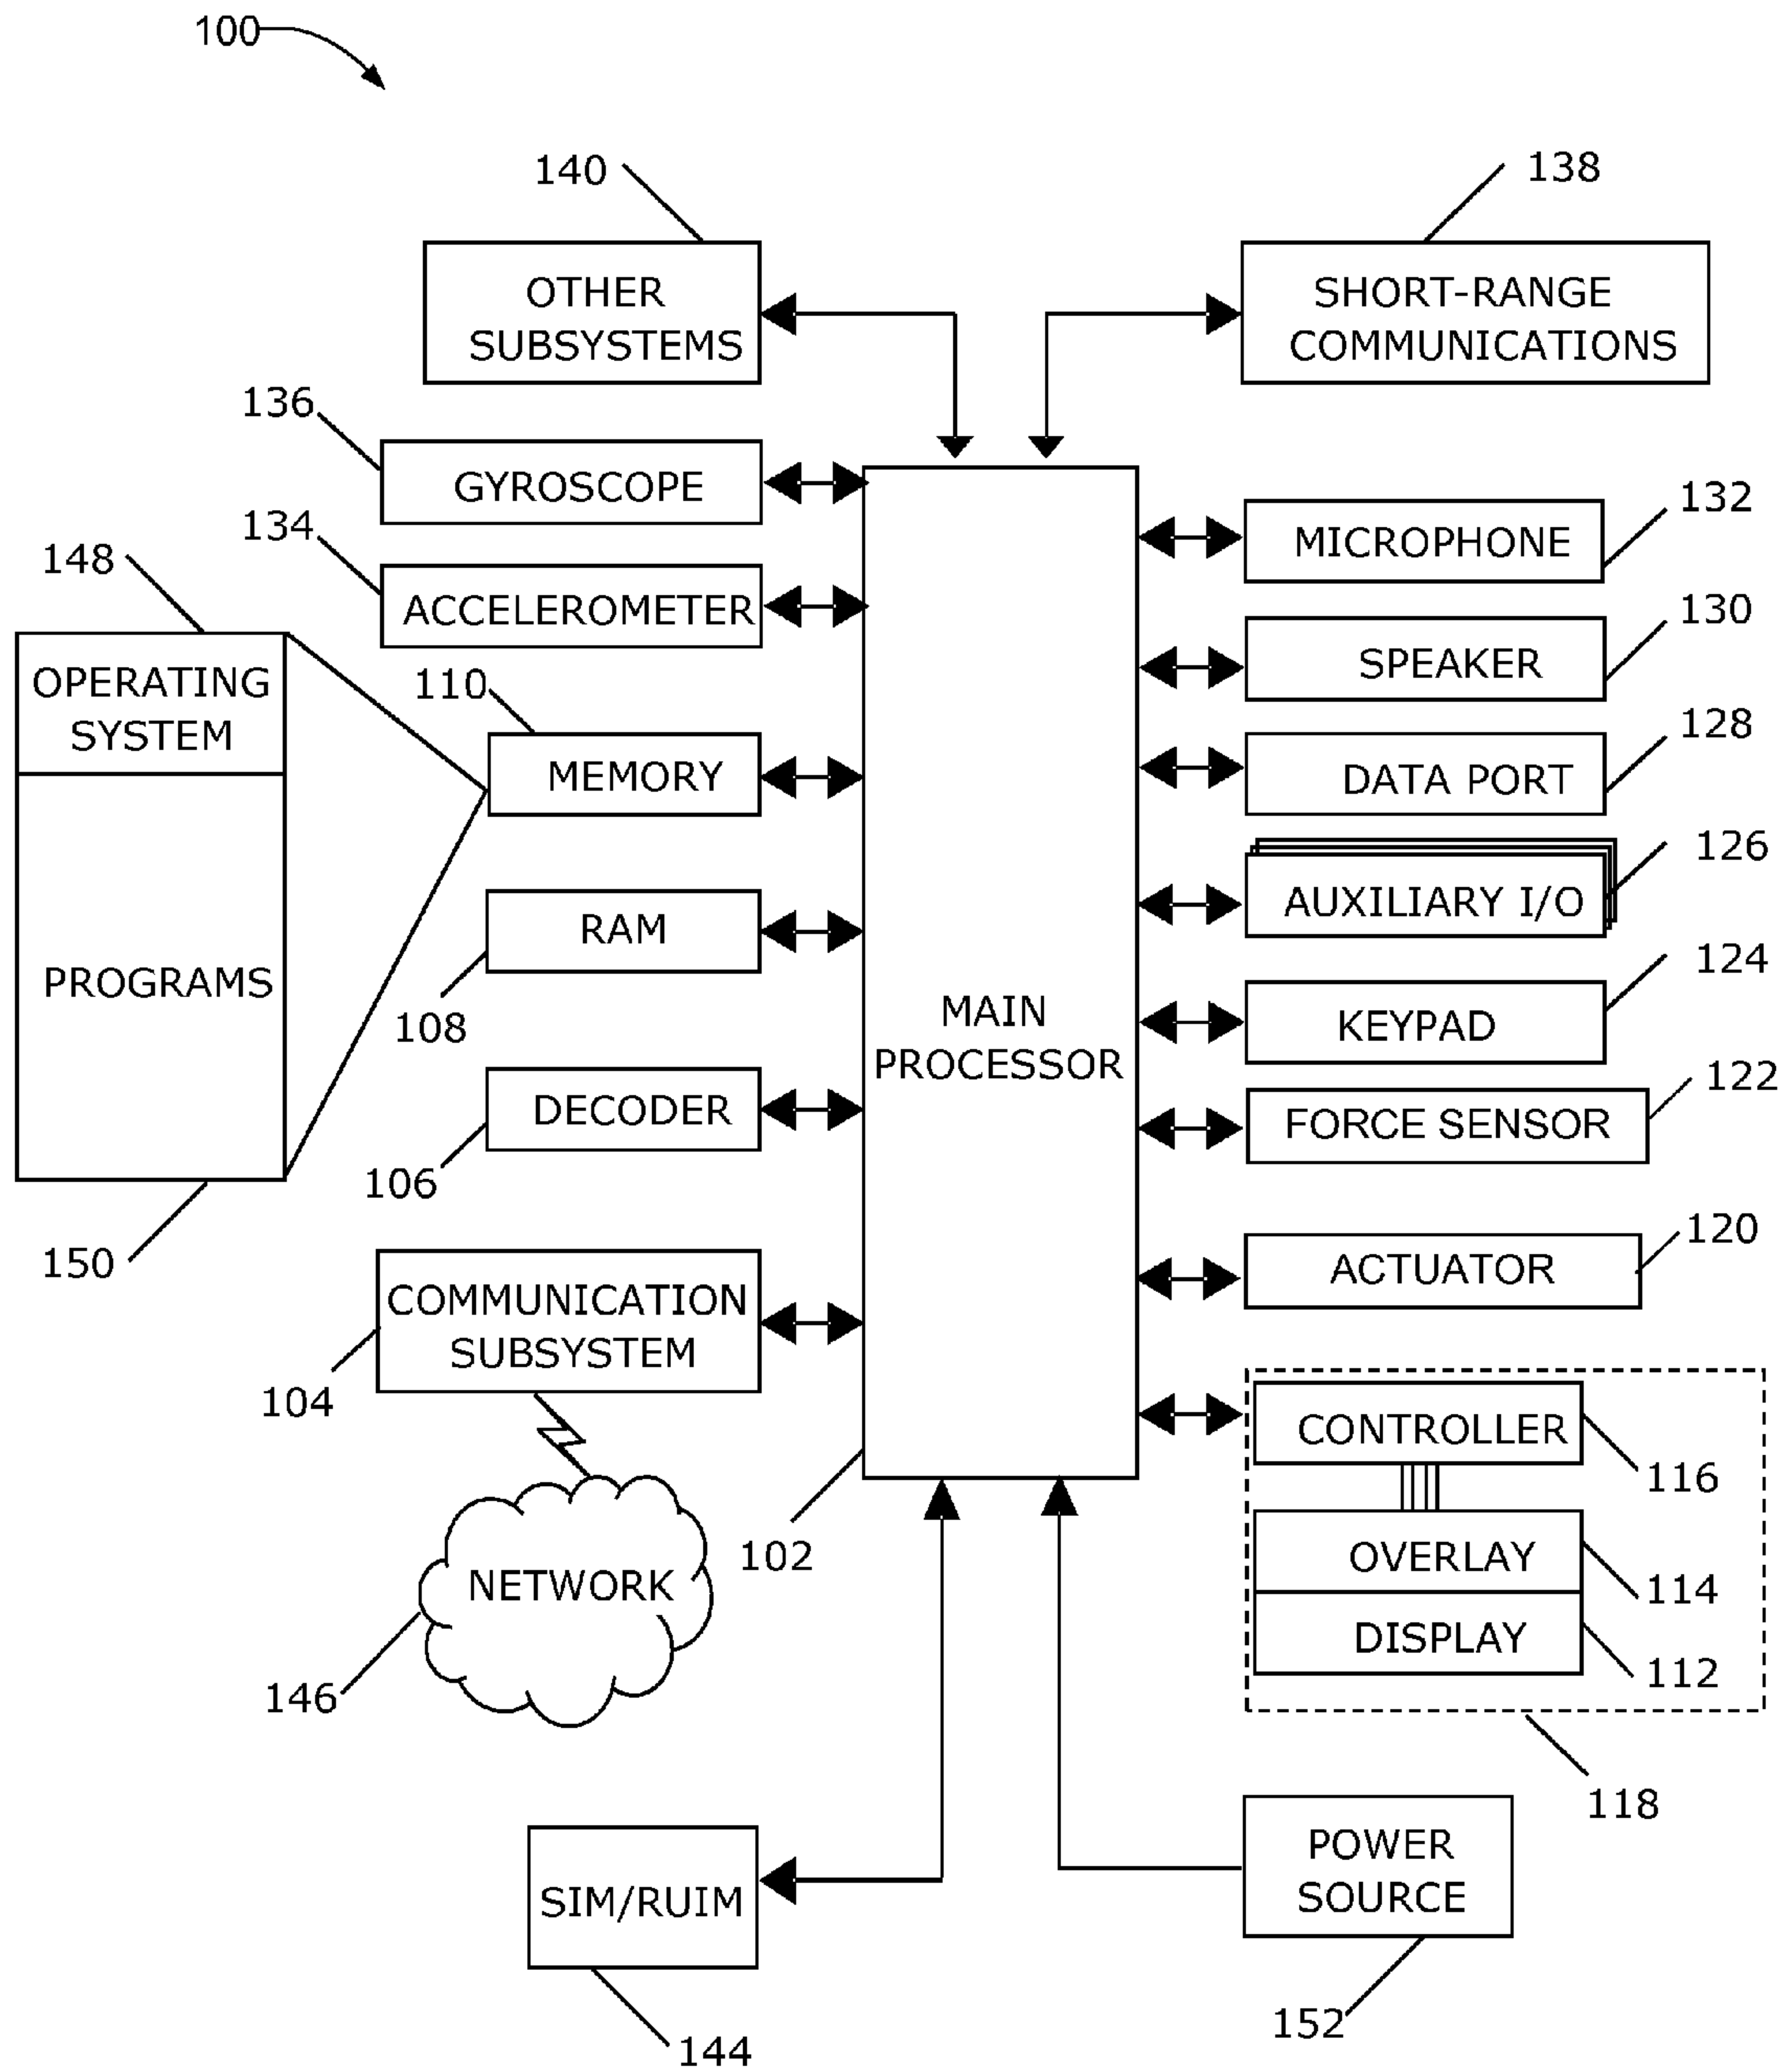 100
140
138
OTHER
SUBSYSTEMS
SHORT-RANGE
COMMUNICATIONS
136
GYROSCOPE
132
MICROPHONE
134
ACCELEROMETER
148
OPERATING
SYSTEM
130
SPEAKER
110
MEMORY
128
DATA PORT
126
AUXILIARY I/O
PROGRAMS
RAM
108
124
KEYPAD
MAIN
PROCESSOR
122
FORCE SENSOR
DECODER
106
150
120
ACTUATOR
COMMUNICATION
SUBSYSTEM
104
CONTROLLER
116
102
OVERLAY
114
NETWORK
146
DISPLAY
112
118
POWER
SOURCE
SIM/RUIM
152
144